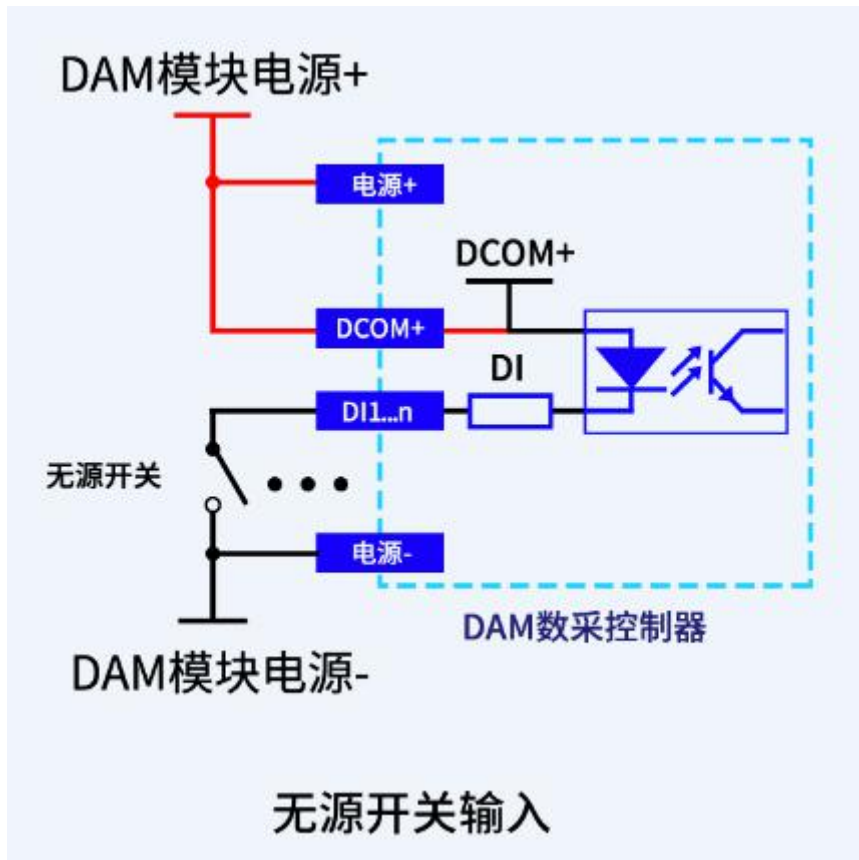 DAM模块电源+
电源+
DCOM+
DCOM+
DI
DI1...n
无源开关
电源-
DAM数采控制器
DAM模块电源-
无源开关输入